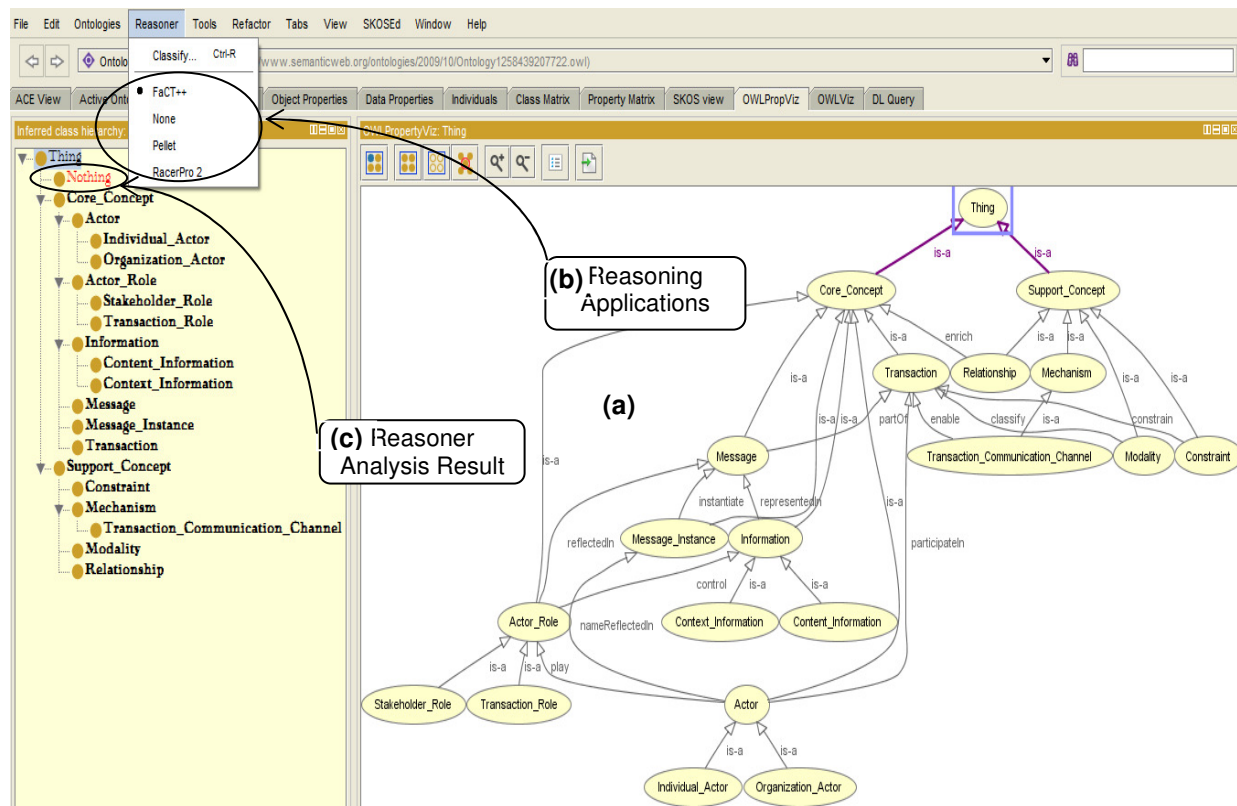 File Edit Ontologies Reasoner Tools Refactor Tabs View SKOSEd Window Help
Classify... Ctrl-R
FaCT++
None
Pellet
RacerPro 2
Ontolo
www.semanticweb.org/ontologies/2009/10/Ontology1258439207722.owl)
ACE View Active Ont Object Properties Data Properties Individuals Class Matrix Property Matrix SKOS view OWLPropViz OWLViz DL Query
Inferred class hierarchy:
Thing
Nothing
Core_Concept
Actor
Individual_Actor
Organization_Actor
Actor_Role
Stakeholder_Role
Transaction_Role
Information
Content_Information
Context_Information
Message
Message_Instance
Transaction
Support_Concept
Constraint
Mechanism
Transaction_Communication_Channel
Modality
Relationship
(b) Reasoning
Applications
(c) Reasoner
Analysis Result
OWLPropertyViz: Thing
(a)
Thing
is-a is-a
Core_Concept Support_Concept
is-a enrich is-a is-a
Transaction Relationship Mechanism
is-a is-a is-a
is-a is-a partOf enable classify is-a constrain
Message Transaction_Communication_Channel Modality Constraint
is-a
instantiate representedIn is-a
Message_Instance Information
reflectedIn participateIn
control is-a is-a
Actor_Role nameReflectedIn Context_Information Content_Information
is-a is-a play
Stakeholder_Role Transaction_Role Actor
is-a is-a
Individual_Actor Organization_Actor